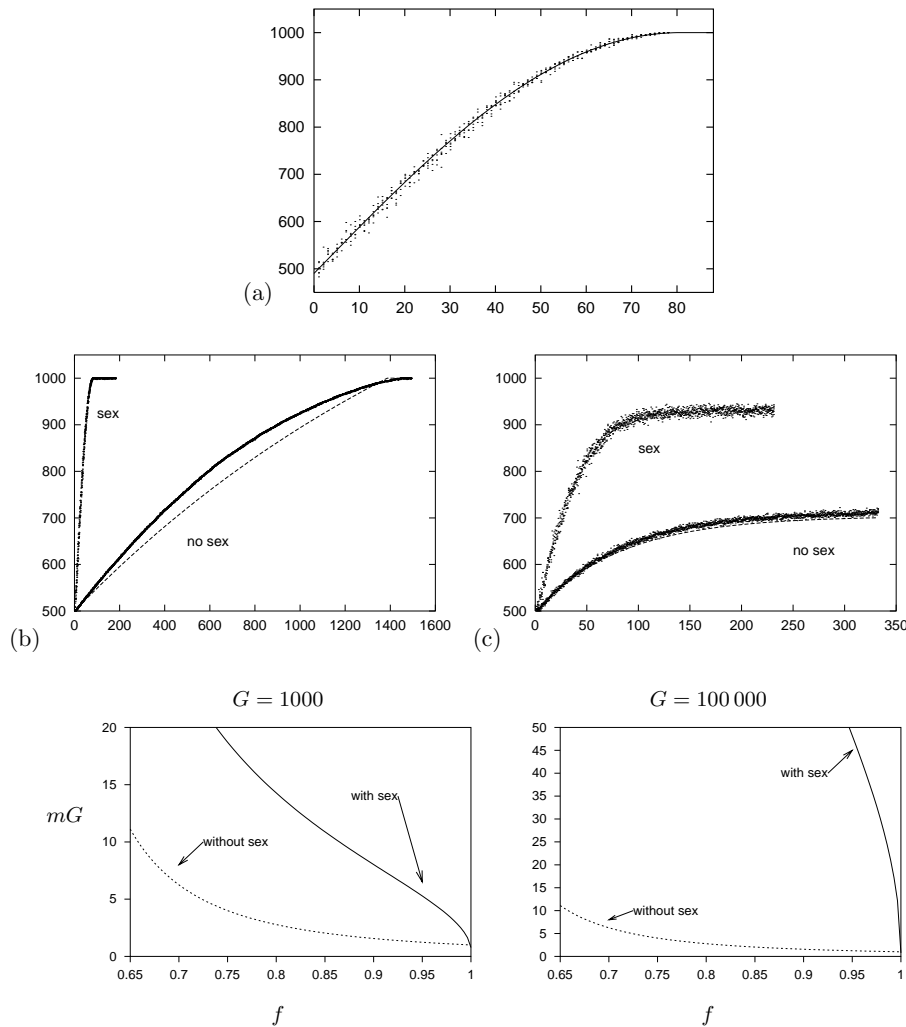 1000
900
800
700
600
500
0 10 20 30 40 50 60 70 80
(a)
1000
900
800
700
600
500
sex
no sex
0 200 400 600 800 1000 1200 1400 1600
(b)
1000
900
800
700
600
500
sex
no sex
0 50 100 150 200 250 300 350
(c)
G = 1000
20
15
10
5
0
mG
with sex
without sex
0.65 0.7 0.75 0.8 0.85 0.9 0.95 1
f
G = 100 000
50
45
40
35
30
25
20
15
10
5
0
with sex
without sex
0.65 0.7 0.75 0.8 0.85 0.9 0.95 1
f